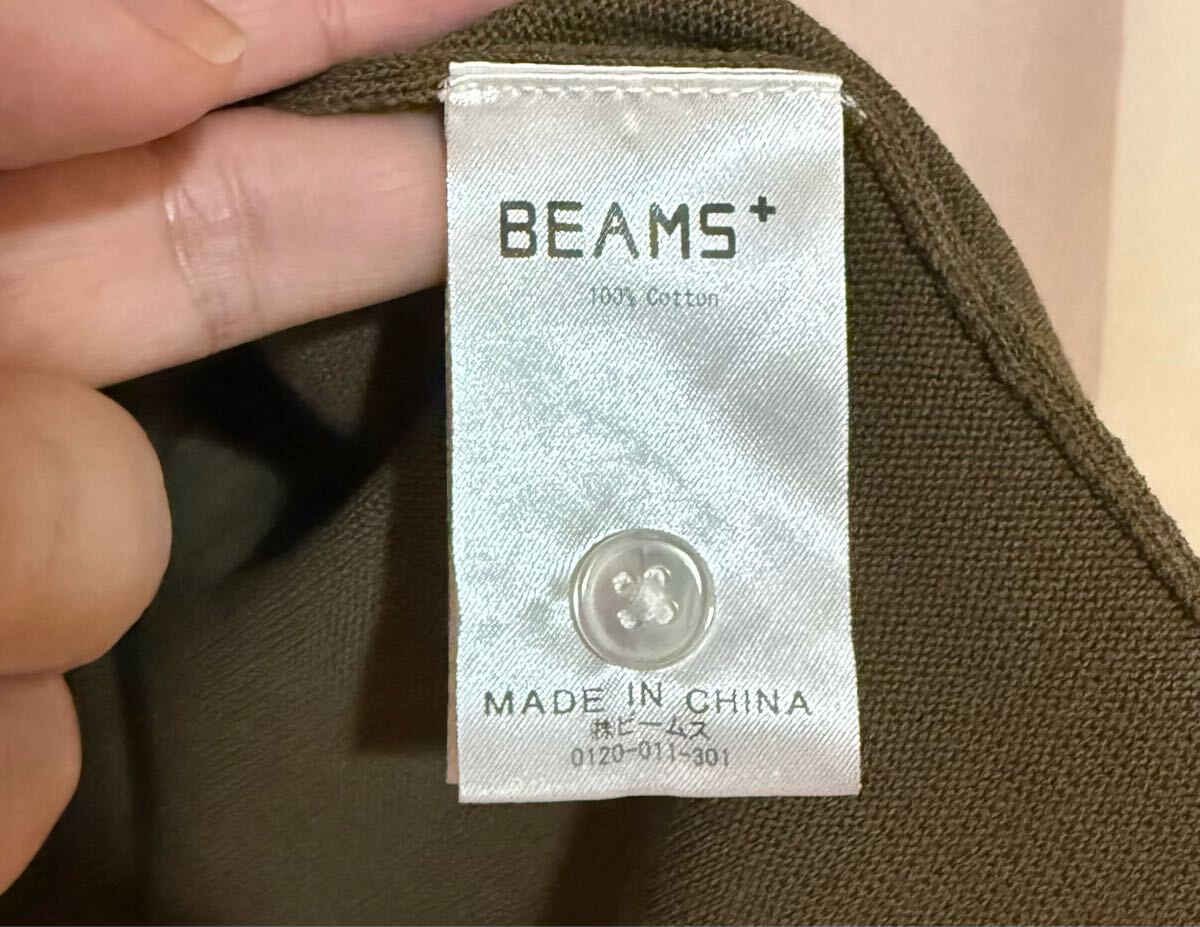 BEAMS+
100% Cotton
MADE IN CHINA
㈱ビームス
0120-011-301